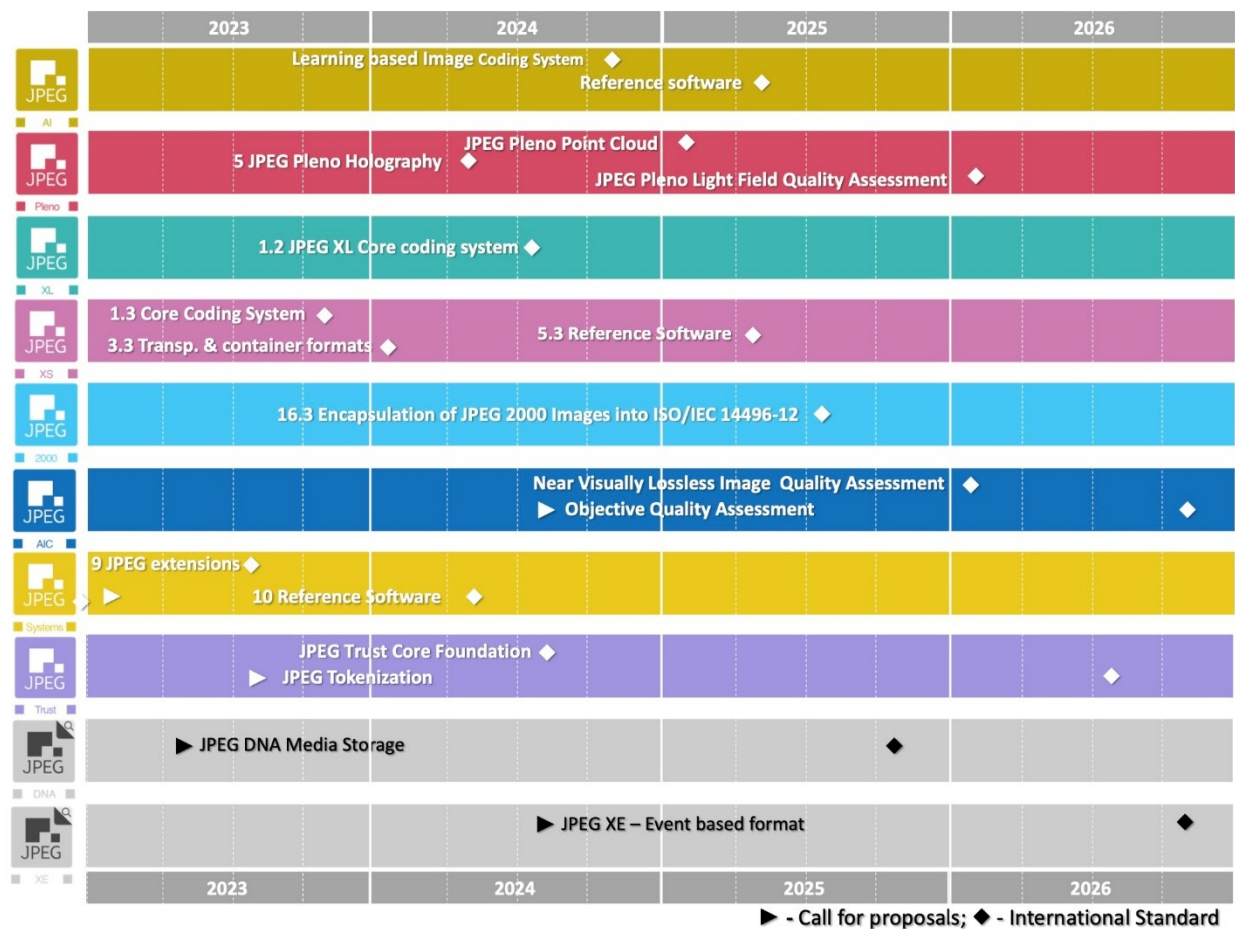 2023 2024 2025 2026
JPEG
AI
Learning based Image Coding System
Reference software
JPEG
Pleno
JPEG Pleno Point Cloud
5 JPEG Pleno Holography
JPEG Pleno Light Field Quality Assessment
JPEG
XL
1.2 JPEG XL Core coding system
JPEG
XS
1.3 Core Coding System
3.3 Transp. & container formats
5.3 Reference Software
JPEG
2000
16.3 Encapsulation of JPEG 2000 Images into ISO/IEC 14496-12
JPEG
AIC
Near Visually Lossless Image Quality Assessment
Objective Quality Assessment
JPEG
Systems
9 JPEG extensions
10 Reference Software
JPEG
Trust
JPEG Trust Core Foundation
JPEG Tokenization
JPEG
DNA
JPEG DNA Media Storage
JPEG
XE
JPEG XE – Event based format
2023 2024 2025 2026
► - Call for proposals; ◆ - International Standard